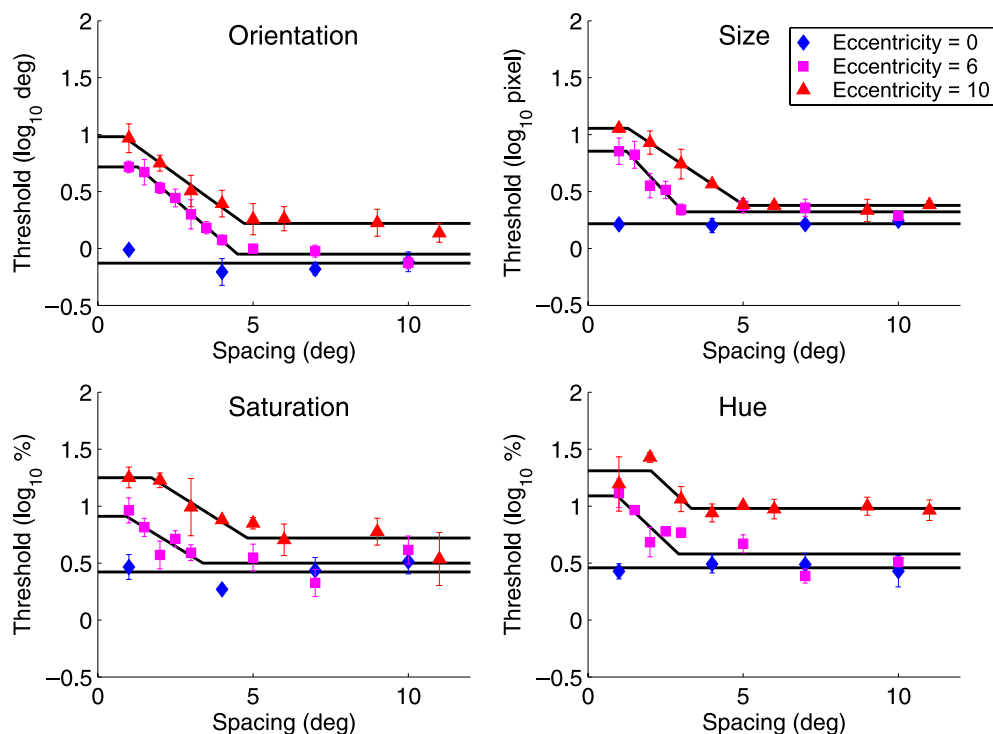 Orientation
Threshold (log10 deg)
2
1.5
1
0.5
0
−0.5
0 5 10
Spacing (deg)
Size
Threshold (log10 pixel)
2
1.5
1
0.5
0
−0.5
0 5 10
Spacing (deg)
Eccentricity = 0
Eccentricity = 6
Eccentricity = 10
Saturation
Threshold (log10 %)
2
1.5
1
0.5
0
−0.5
0 5 10
Spacing (deg)
Hue
Threshold (log10 %)
2
1.5
1
0.5
0
−0.5
0 5 10
Spacing (deg)